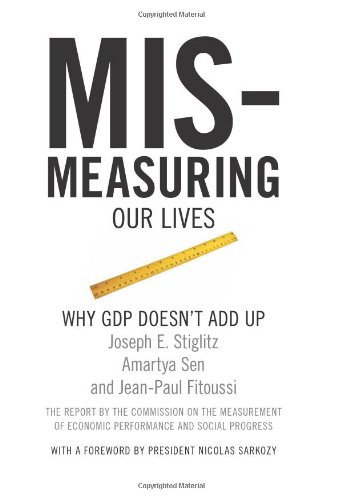 Copyrighted Material
MIS-
MEASURING
OUR LIVES
WHY GDP DOESN'T ADD UP
Joseph E. Stiglitz
Amartya Sen
and Jean-Paul Fitoussi
THE REPORT BY THE COMMISSION ON THE MEASUREMENT
OF ECONOMIC PERFORMANCE AND SOCIAL PROGRESS
WITH A FOREWORD BY PRESIDENT NICOLAS SARKOZY
Copyrighted Material